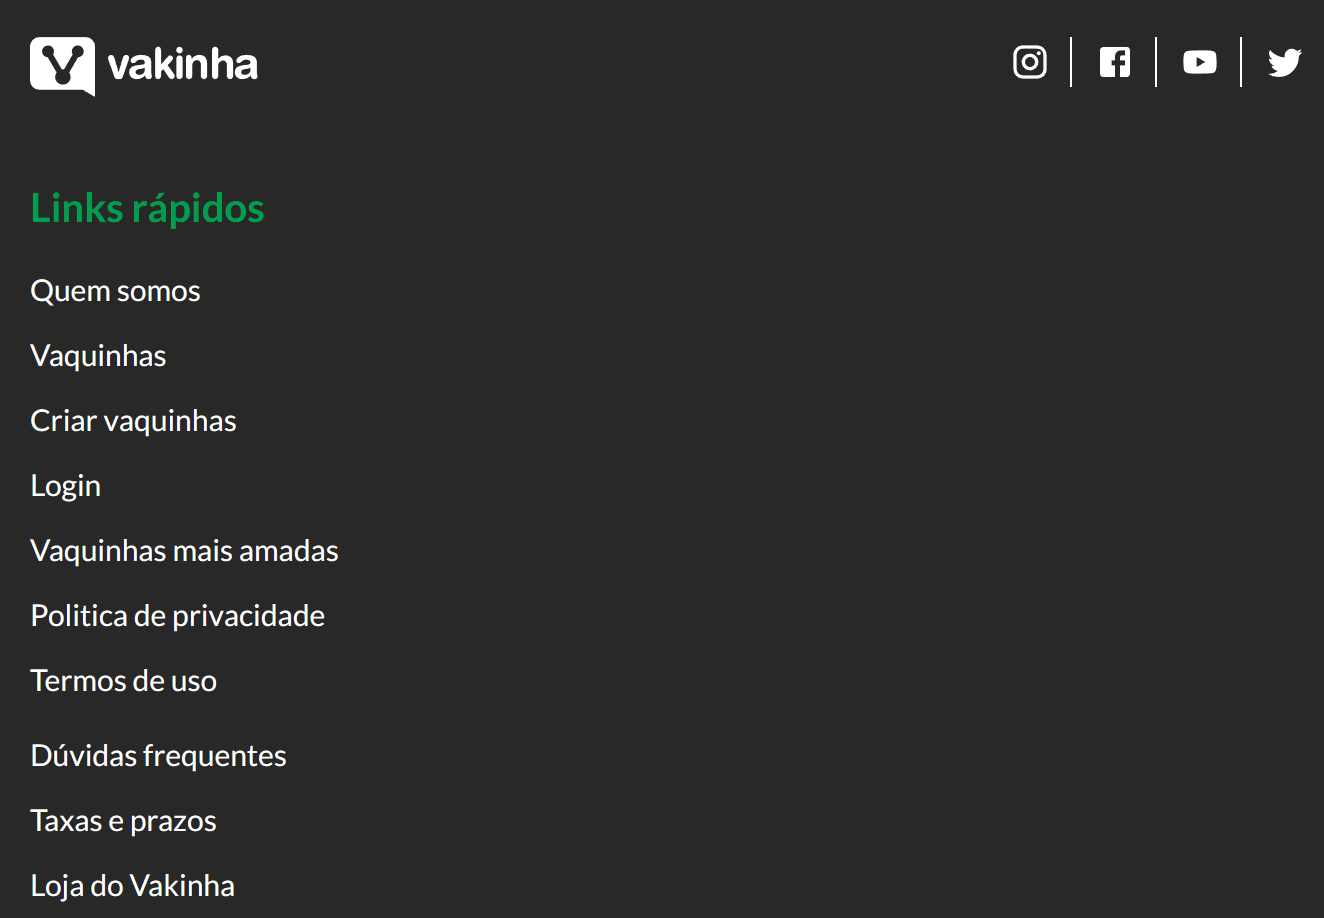 vakinha
Links rápidos
Quem somos
Vaquinhas
Criar vaquinhas
Login
Vaquinhas mais amadas
Politica de privacidade
Termos de uso
Dúvidas frequentes
Taxas e prazos
Loja do Vakinha